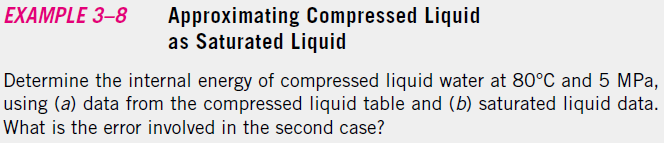 EXAMPLE 3–8 Approximating Compressed Liquid
as Saturated Liquid
Determine the internal energy of compressed liquid water at 80°C and 5 MPa,
using (a) data from the compressed liquid table and (b) saturated liquid data.
What is the error involved in the second case?